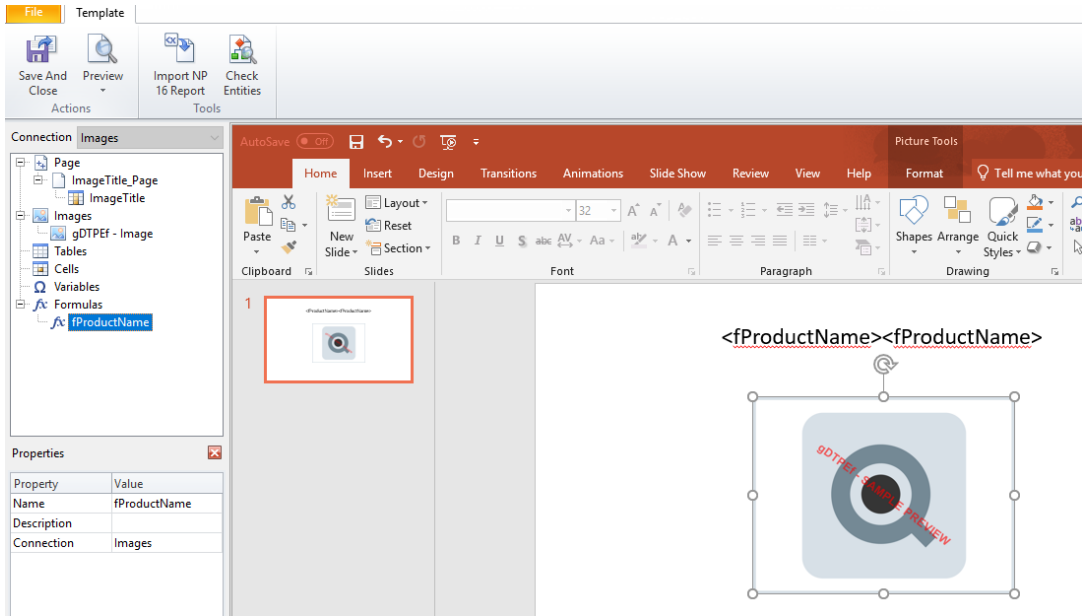 File Template
Save And Close
Preview
Import NP 16 Report
Check Entities
Actions
Tools
Connection Images
Page
ImageTitle_Page
ImageTitle
Images
gDTPEf - Image
Tables
Cells
Variables
Formulas
fProductName
Properties
Property Value
Name fProductName
Description
Connection Images
AutoSave Off
Picture Tools
Home Insert Design Transitions Animations Slide Show Review View Help Format Tell me what you
Paste
New Slide
Layout
Reset
Section
32
B I U S abc AV Aa A
Shapes Arrange Quick Styles
Clipboard Slides Font Paragraph Drawing
1
<fProductName><fProductName>
gDTPEf - SAMPLE PREVIEW